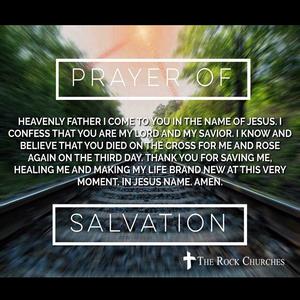 PRAYER OF
HEAVENLY FATHER I COME TO YOU IN THE NAME OF JESUS. I
CONFESS THAT YOU ARE MY LORD AND MY SAVIOR. I KNOW AND
BELIEVE THAT YOU DIED ON THE CROSS FOR ME AND ROSE
AGAIN ON THE THIRD DAY. THANK YOU FOR SAVING ME,
HEALING ME AND MAKING MY LIFE BRAND NEW AT THIS VERY
MOMENT. IN JESUS NAME. AMEN.
SALVATION
THE ROCK CHURCHES